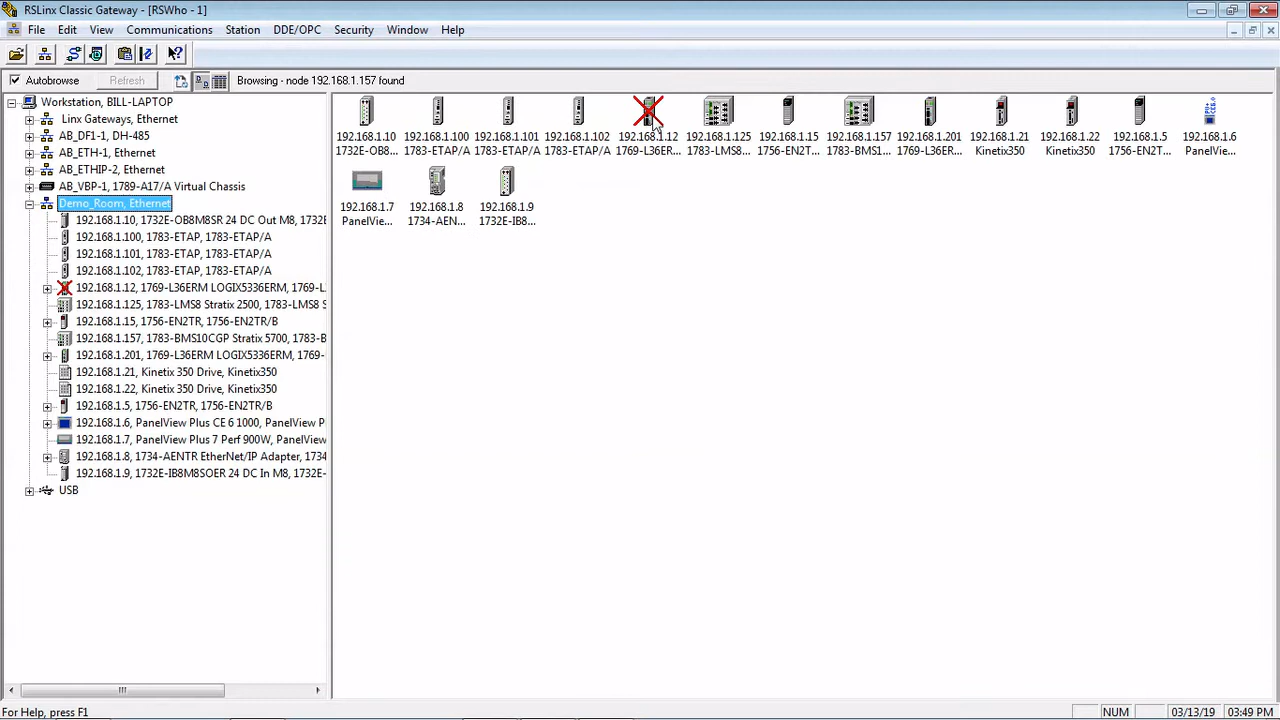 RSLinx Classic Gateway - [RSWho - 1]
File Edit View Communications Station DDE/OPC Security Window Help
Autobrowse Refresh Browsing - node 192.168.1.157 found
Workstation, BILL-LAPTOP
Linx Gateways, Ethernet
AB_DF1-1, DH-485
AB_ETH-1, Ethernet
AB_ETHIP-2, Ethernet
AB_VBP-1, 1789-A17/A Virtual Chassis
Demo_Room, Ethernet
192.168.1.10, 1732E-OB8M8SR 24 DC Out M8, 1732E
192.168.1.100, 1783-ETAP, 1783-ETAP/A
192.168.1.101, 1783-ETAP, 1783-ETAP/A
192.168.1.102, 1783-ETAP, 1783-ETAP/A
192.168.1.12, 1769-L36ERM LOGIX5336ERM, 1769-L
192.168.1.125, 1783-LMS8 Stratix 2500, 1783-LMS8 S
192.168.1.15, 1756-EN2TR, 1756-EN2TR/B
192.168.1.157, 1783-BMS10CGP Stratix 5700, 1783-B
192.168.1.201, 1769-L36ERM LOGIX5336ERM, 1769-
192.168.1.21, Kinetix 350 Drive, Kinetix350
192.168.1.22, Kinetix 350 Drive, Kinetix350
192.168.1.5, 1756-EN2TR, 1756-EN2TR/B
192.168.1.6, PanelView Plus CE 6 1000, PanelView P
192.168.1.7, PanelView Plus 7 Perf 900W, PanelView
192.168.1.8, 1734-AENTR EtherNet/IP Adapter, 1734
192.168.1.9, 1732E-IB8M8SOER 24 DC In M8, 1732E-
USB
192.168.1.10 192.168.1.100 192.168.1.101 192.168.1.102 192.168.1.12 192.168.1.125 192.168.1.15 192.168.1.157 192.168.1.201 192.168.1.21 192.168.1.22 192.168.1.5 192.168.1.6
1732E-OB8... 1783-ETAP/A 1783-ETAP/A 1783-ETAP/A 1769-L36ER... 1783-LMS8... 1756-EN2T... 1783-BMS1... 1769-L36ER... Kinetix350 Kinetix350 1756-EN2T... PanelView...
192.168.1.7 192.168.1.8 192.168.1.9
PanelView... 1734-AEN... 1732E-IB8...
For Help, press F1 NUM 03/13/19 03:49 PM